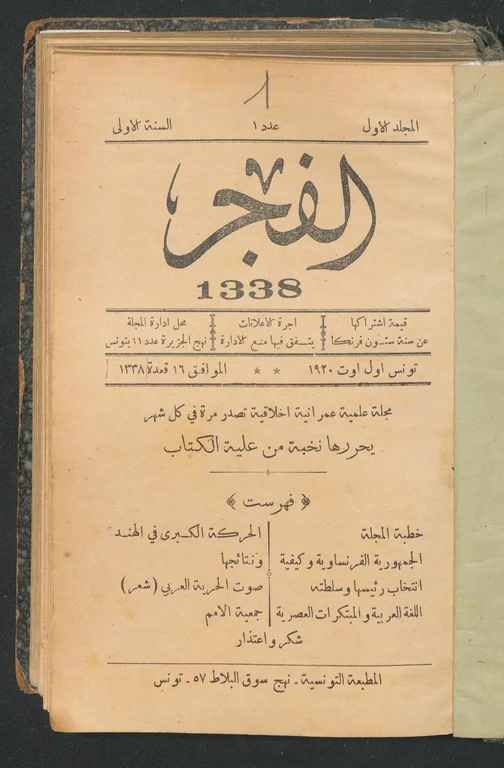 ١
المجلد الاول عدد ١ السنة الاولى
الفجر
1338
قيمة اشتراكها اجرة الاعلانات محل ادارة المجلة
عن سنة ستون فرنكا يتفق فيها مع الادارة نهج الجزيرة عدد ١١ بتونس
تونس اول اوت ١٩٢٠ * * الموافق ١٦ قعدة ١٣٣٨
مجلة علمية عمرانية اخلاقية تصدر مرة في كل شهر
يحررها نخبة من علية الكتاب
﴿ فهرست ﴾
خطبة المجلة
الجمهورية الفرنساوية وكيفية
انتخاب رئيسها وسلطته
اللغة العربية والمبتكرات العصرية
الحركة الكبرى في الهند
ونتائجها
صوت الحرية العربي (شعر)
جمعية الامم
شكر واعتذار
المطبعة التونسية - نهج سوق البلاط ٥٧ - تونس